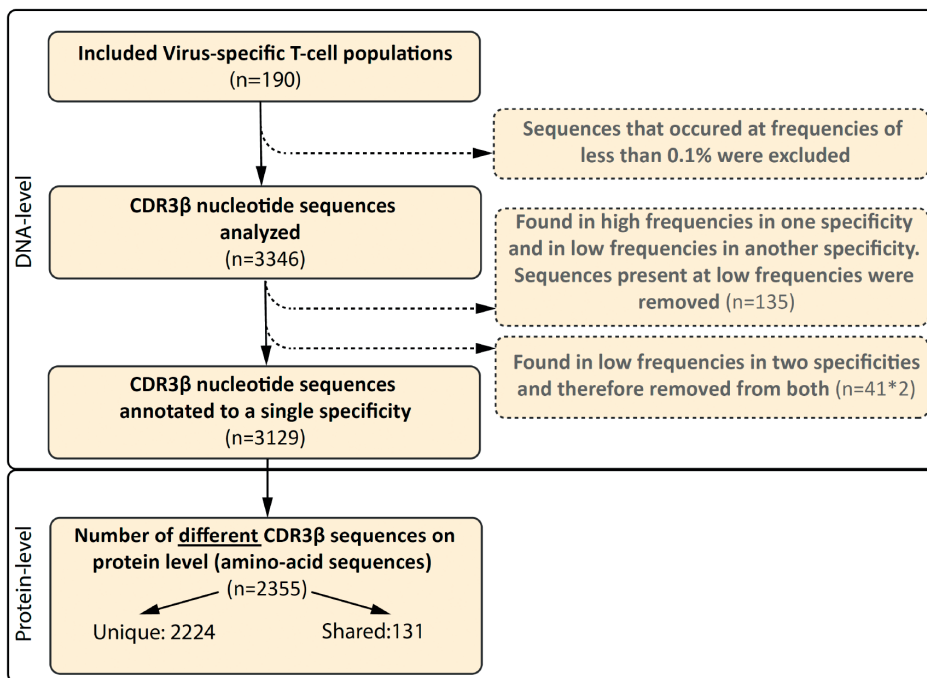 DNA-level
Included Virus-specific T-cell populations
(n=190)
Sequences that occured at frequencies of
less than 0.1% were excluded
CDR3β nucleotide sequences
analyzed
(n=3346)
Found in high frequencies in one specificity
and in low frequencies in another specificity.
Sequences present at low frequencies were
removed (n=135)
Found in low frequencies in two specificities
and therefore removed from both (n=41*2)
CDR3β nucleotide sequences
annotated to a single specificity
(n=3129)
Protein-level
Number of different CDR3β sequences on
protein level (amino-acid sequences)
(n=2355)
Unique: 2224
Shared:131